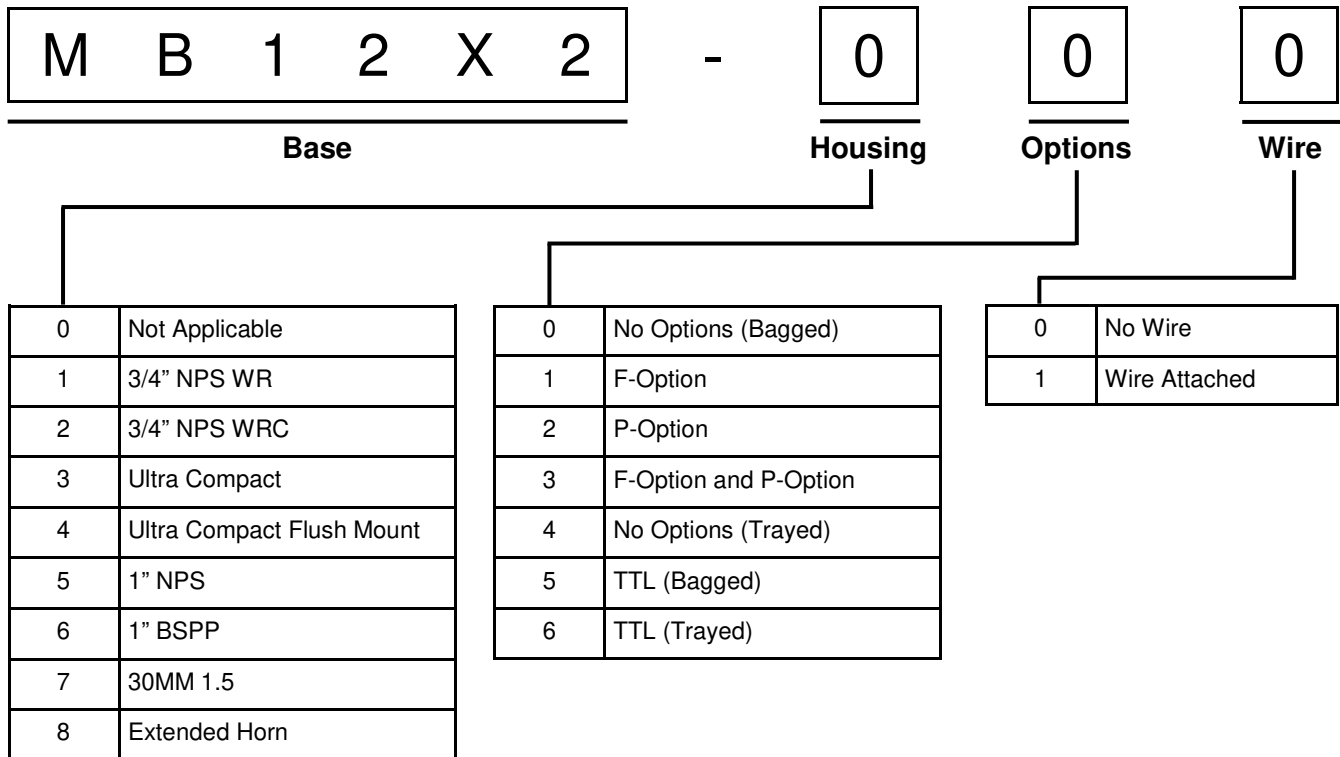 M B 1 2 X 2 - 0 0 0
Base Housing Options Wire
0 Not Applicable
1 3/4” NPS WR
2 3/4” NPS WRC
3 Ultra Compact
4 Ultra Compact Flush Mount
5 1” NPS
6 1” BSPP
7 30MM 1.5
8 Extended Horn
0 No Options (Bagged)
1 F-Option
2 P-Option
3 F-Option and P-Option
4 No Options (Trayed)
5 TTL (Bagged)
6 TTL (Trayed)
0 No Wire
1 Wire Attached